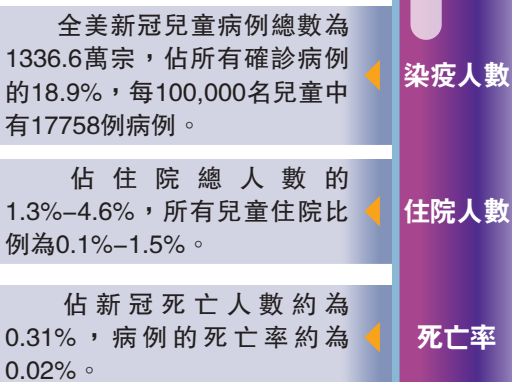 全美新冠兒童病例總數為
1336.6萬宗，佔所有確診病例
的18.9%，每100,000名兒童中
有17758例病例。
染疫人數
佔住院總人數的
1.3%–4.6%，所有兒童住院比
例為0.1%–1.5%。
住院人數
佔新冠死亡人數約為
0.31%，病例的死亡率約為
0.02%。
死亡率